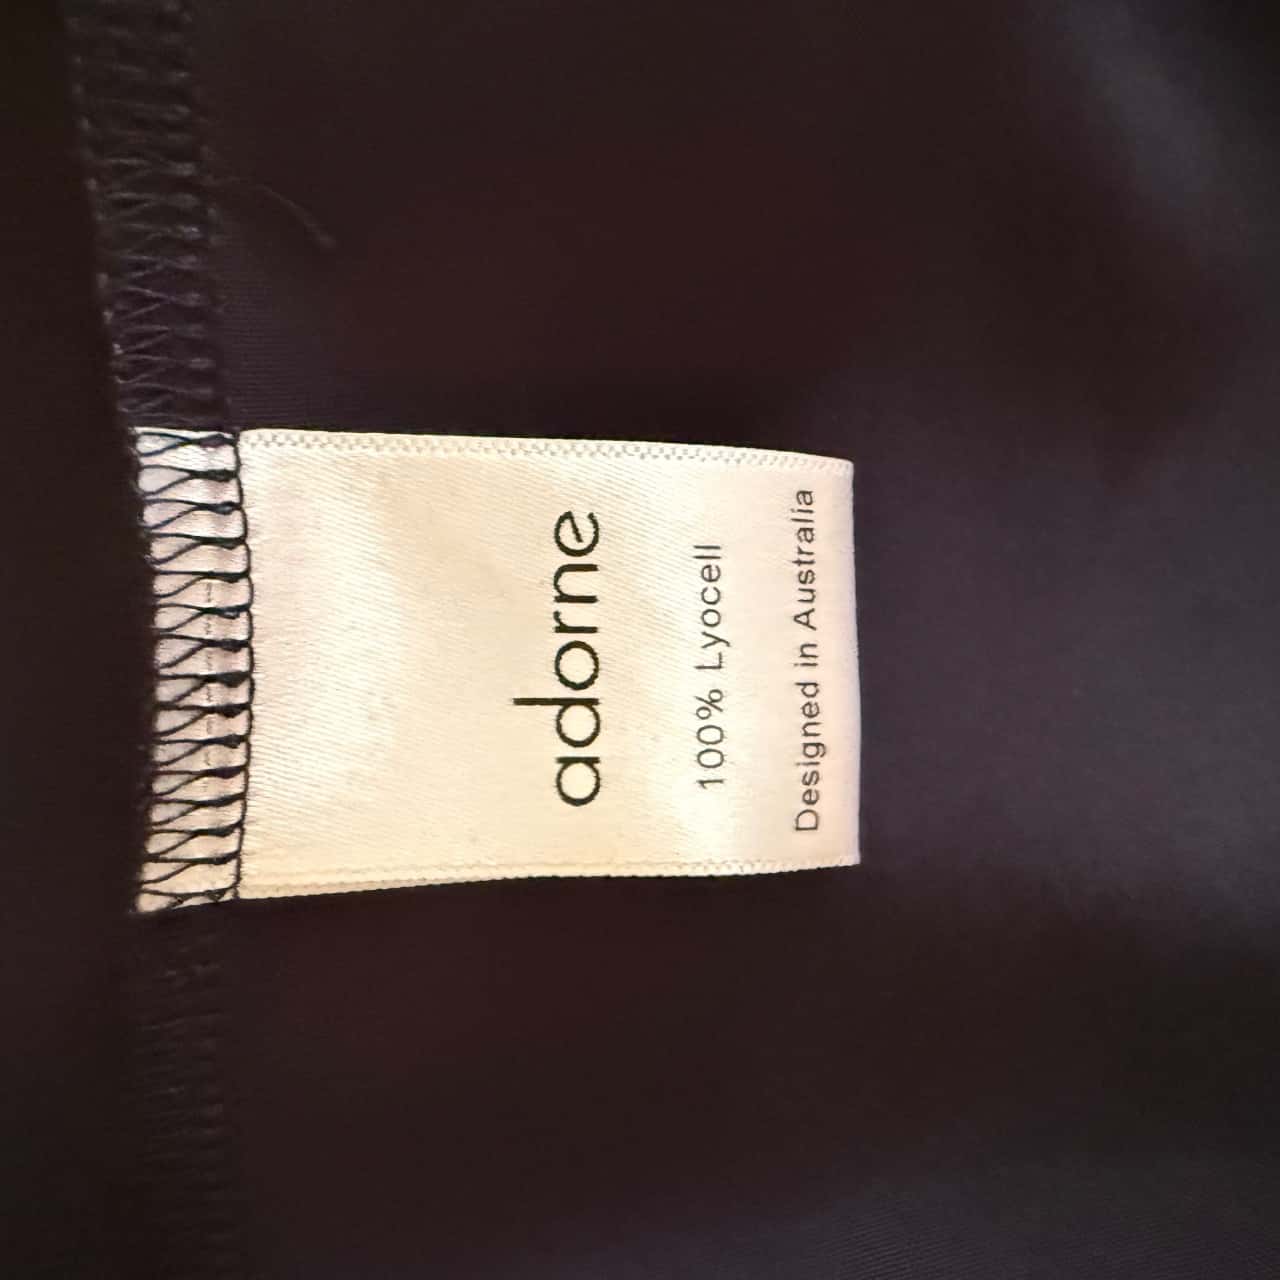 adorne
100% Lyocell
Designed in Australia